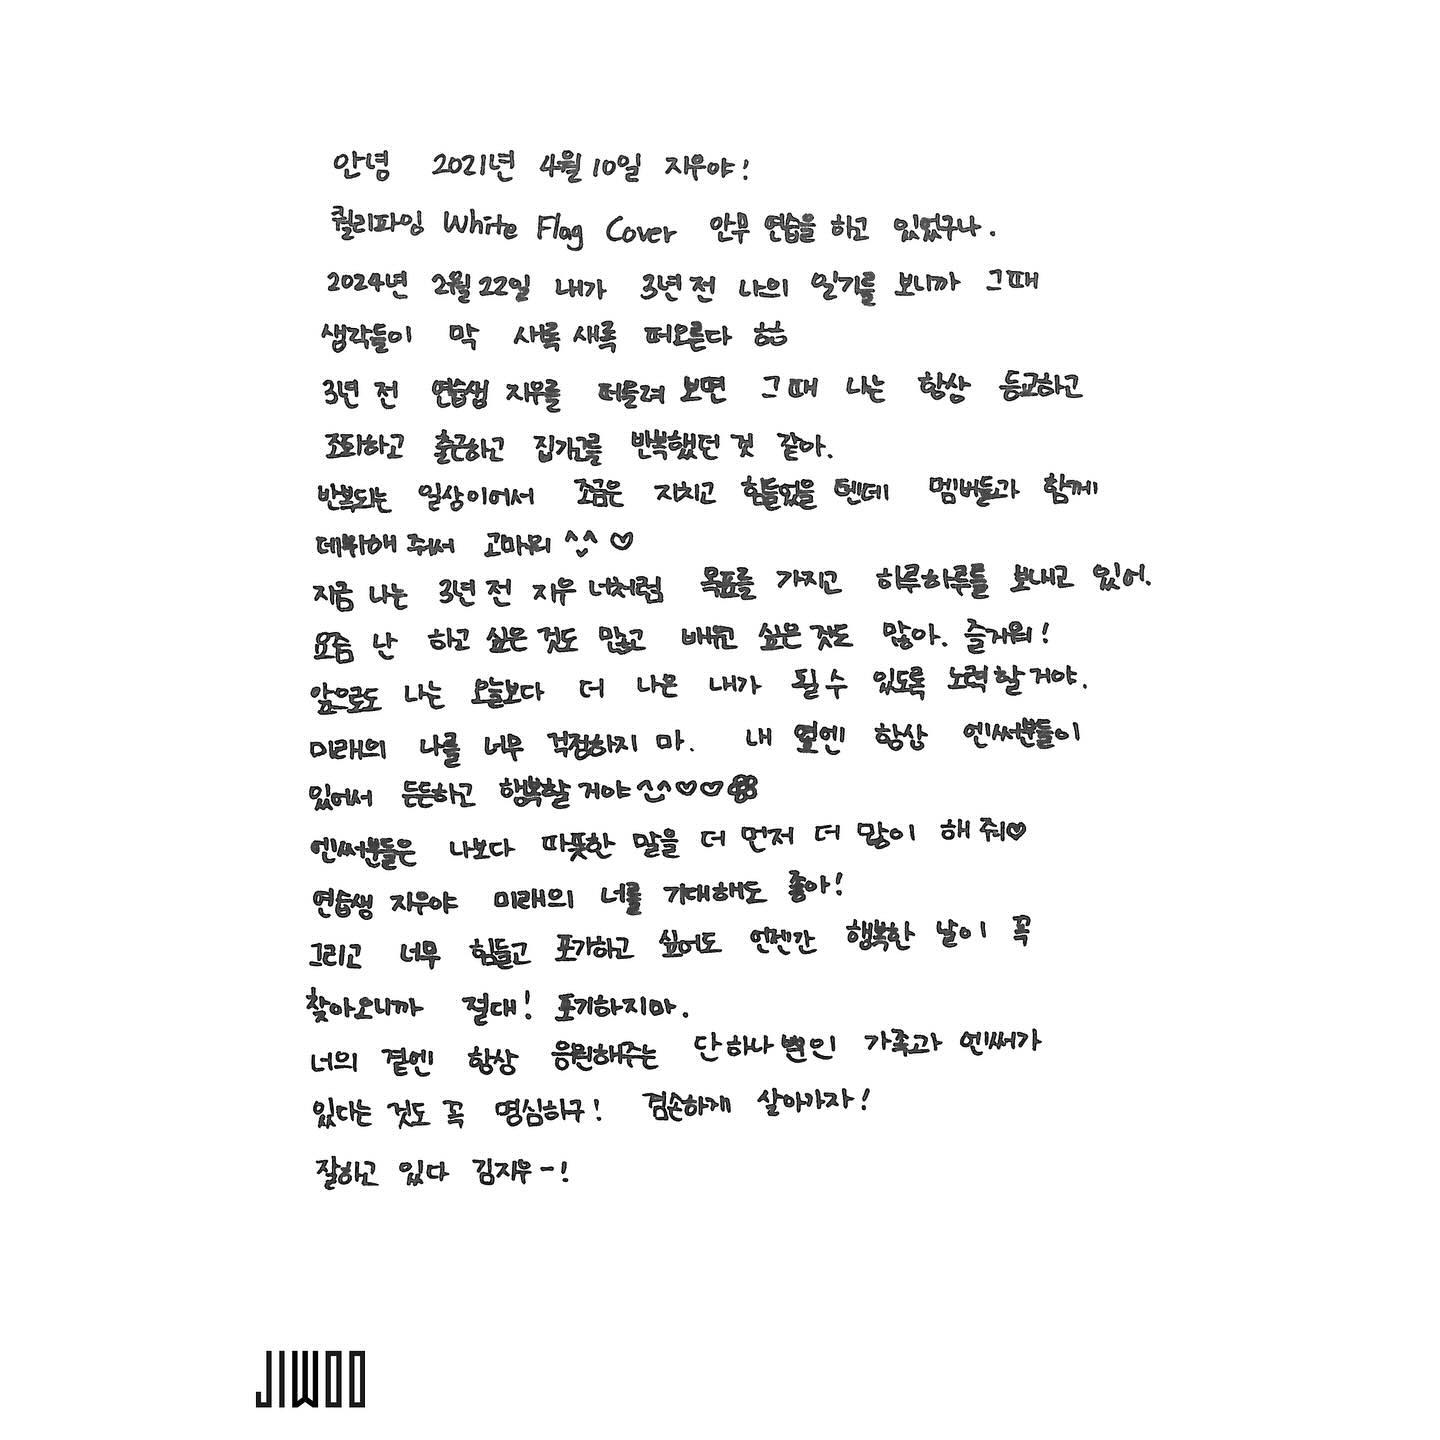 안녕 2021년 4월 10일 지우야!
퀄리파잉 White Flag Cover 안무 연습을 하고 있었구나.
2024년 2월 22일 내가 3년 전 나의 일기를 보니까 그때
생각들이 막 새록새록 떠오른다 ㅎㅎ
3년 전 연습생 지우를 떠올려 보면 그 때 나는 항상 등교하고
조퇴하고 출근하고 집가고를 반복했던 것 같아.
반복되는 일상이어서 조금은 지치고 힘들었을 텐데 멤버들과 함께
데뷔해 줘서 고마워 ^^ ♡
지금 나는 3년 전 지우 너처럼 목표를 가지고 하루하루를 보내고 있어.
요즘 난 하고 싶은 것도 많고 배우고 싶은 것도 많아. 즐거워!
앞으로도 나는 오늘보다 더 나은 내가 될 수 있도록 노력할거야.
미래의 나를 너무 걱정하지 마. 내 옆엔 항상 엔써분들이
있어서 든든하고 행복할 거야 ^^♡♡
엔써분들은 나보다 따뜻한 말을 더 먼저 더 많이 해 줘♥
연습생 지우야 미래의 너를 기대해도 좋아!
그리고 너무 힘들고 포기하고 싶어도 언젠간 행복한 날이 꼭
찾아오니까 절대! 포기하지마.
너의 곁엔 항상 응원해주는 단 하나 뿐인 가족과 엔써가
있다는 것도 꼭 명심하구! 겸손하게 살아가자!
잘하고 있다 김지우-!
JIWOO